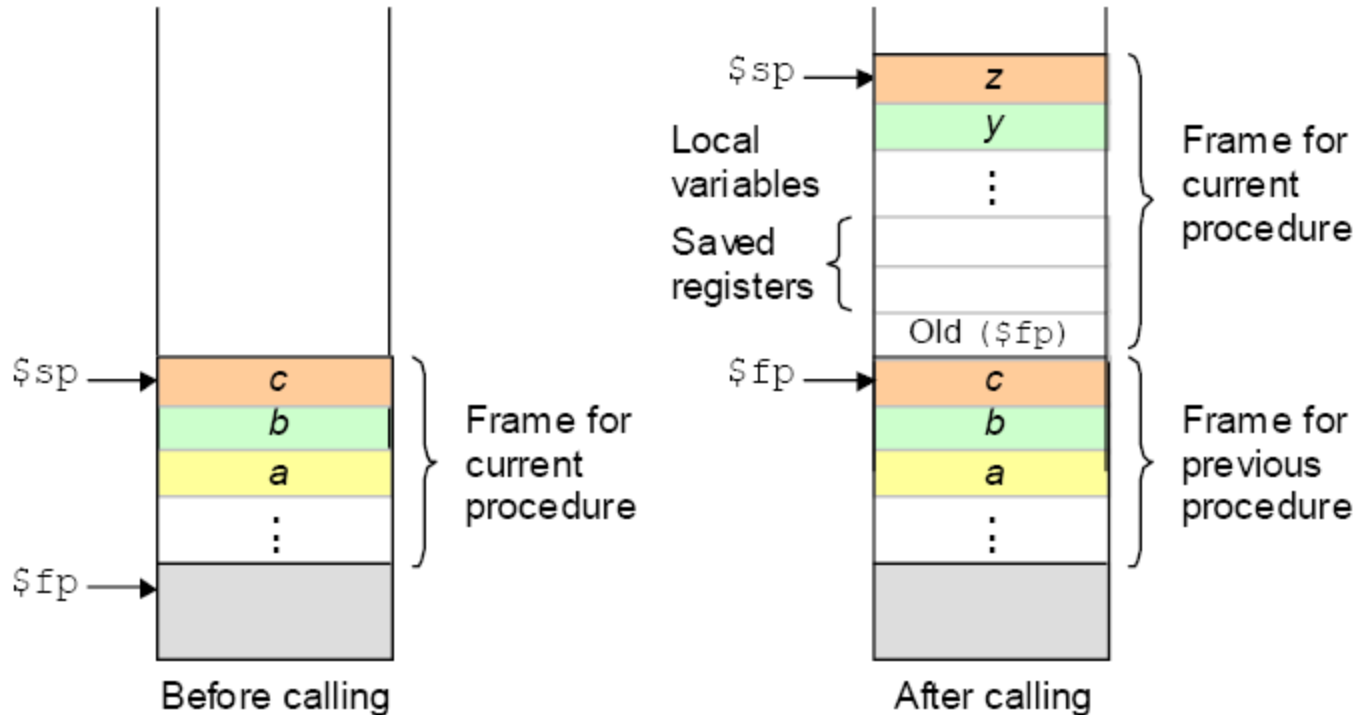 $sp
c
b
a
⋮
$fp
Frame for
current
procedure
Before calling
$sp
z
y
⋮
Local
variables
Saved
registers
Old ($fp)
Frame for
current
procedure
$fp
c
b
a
⋮
Frame for
previous
procedure
After calling